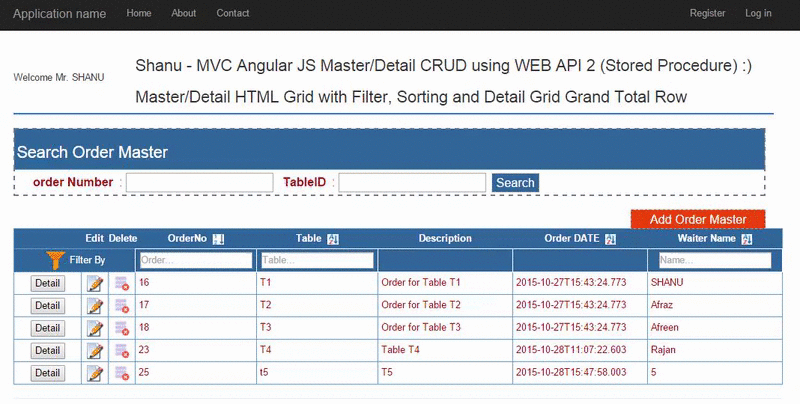 Application name Home About Contact Register Log in
Shanu - MVC Angular JS Master/Detail CRUD using WEB API 2 (Stored Procedure) :)
Welcome Mr. SHANU
Master/Detail HTML Grid with Filter, Sorting and Detail Grid Grand Total Row
Search Order Master
order Number : TableID : Search
Add Order Master
Edit Delete OrderNo Table Description Order DATE Waiter Name
Filter By Order... Table... Name...
Detail 16 T1 Order for Table T1 2015-10-27T15:43:24.773 SHANU
Detail 17 T2 Order for Table T2 2015-10-27T15:43:24.773 Afraz
Detail 18 T3 Order for Table T3 2015-10-27T15:43:24.773 Afreen
Detail 23 T4 Table T4 2015-10-28T11:07:22.603 Rajan
Detail 25 t5 T5 2015-10-28T15:47:58.003 5